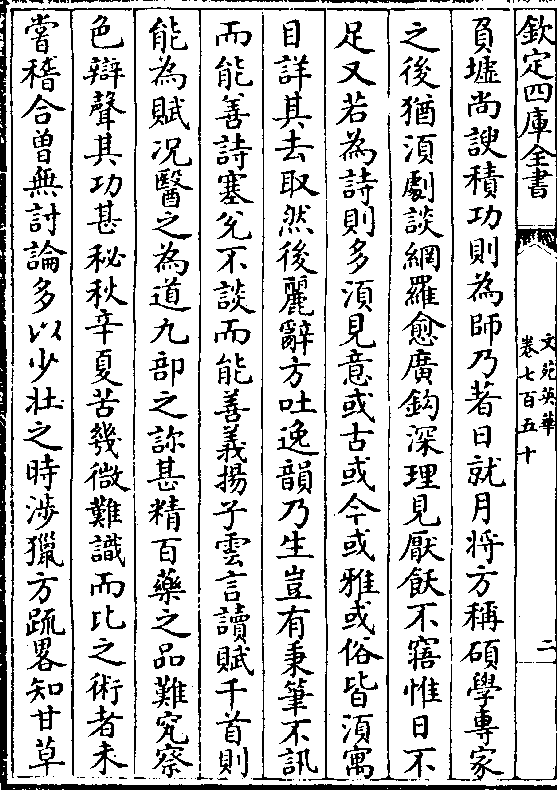 欽定四庫全書
文苑英華
卷七百五十
二
負墟尚諛積功則為師乃著日就月將方稱碩學專家
之後猶湏劇談網羅愈廣鈎深理見厭飫不寤惟日不
足又若為詩則多湏見意或古或今或雅或俗皆湏寓
目詳其去取然後麗辭方吐逸韻乃生豈有秉筆不訊
而能善詩塞兊不談而能善義揚子雲言讀賦千首則
能為賦况醫之為道九部之診甚精百藥之品難究察
色辯聲其功甚秘秋辛夏苦幾微難識而比之術者未
嘗稽合曾無討論多以少壯之時涉獵方䟽畧知甘草